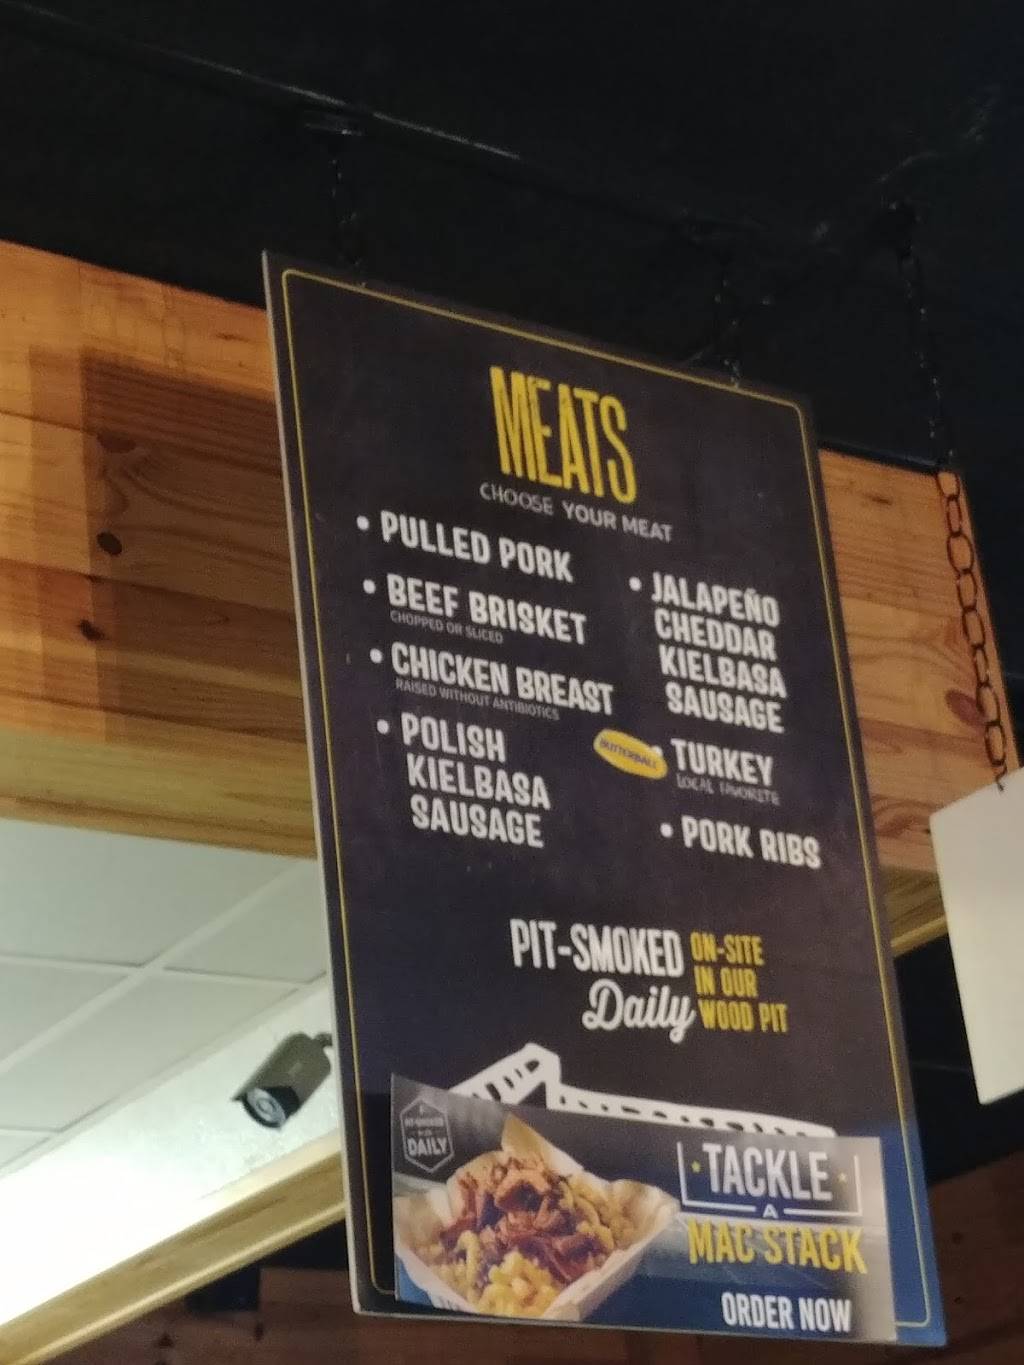 MEATS
CHOOSE YOUR MEAT
• PULLED PORK
• BEEF BRISKET
CHOPPED OR SLICED
• CHICKEN BREAST
RAISED WITHOUT ANTIBIOTICS
• POLISH
KIELBASA
SAUSAGE
• JALAPEÑO
CHEDDAR
KIELBASA
SAUSAGE
BUTTERBALL
• TURKEY
LOCAL FAVORITE
• PORK RIBS
PIT-SMOKED
Daily
ON-SITE
IN OUR
WOOD PIT
DAILY
TACKLE
A
MAC STACK
ORDER NOW